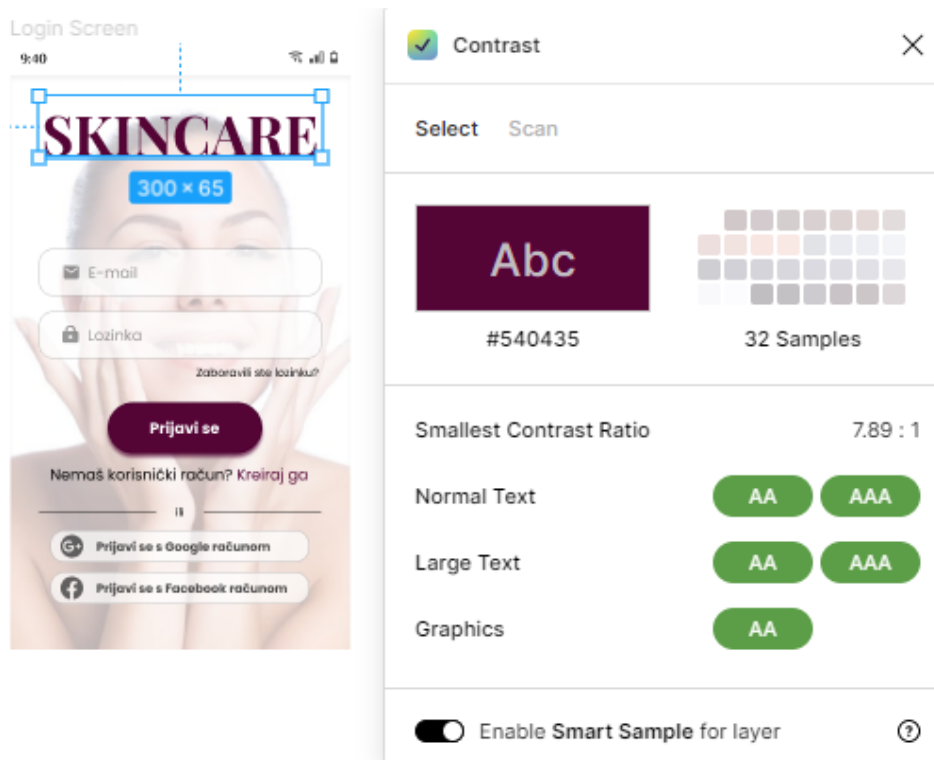 Login Screen
9:40
SKINCARE
300 × 65
E-mail
Lozinka
Zaboravili ste lozinku?
Prijavi se
Nemaš korisnički račun? Kreiraj ga
ili
G+ Prijavi se s Google računom
Prijavi se s Facebook računom
Contrast
Select Scan
Abc
#540435 32 Samples
Smallest Contrast Ratio 7.89 : 1
Normal Text AA AAA
Large Text AA AAA
Graphics AA
Enable Smart Sample for layer ?